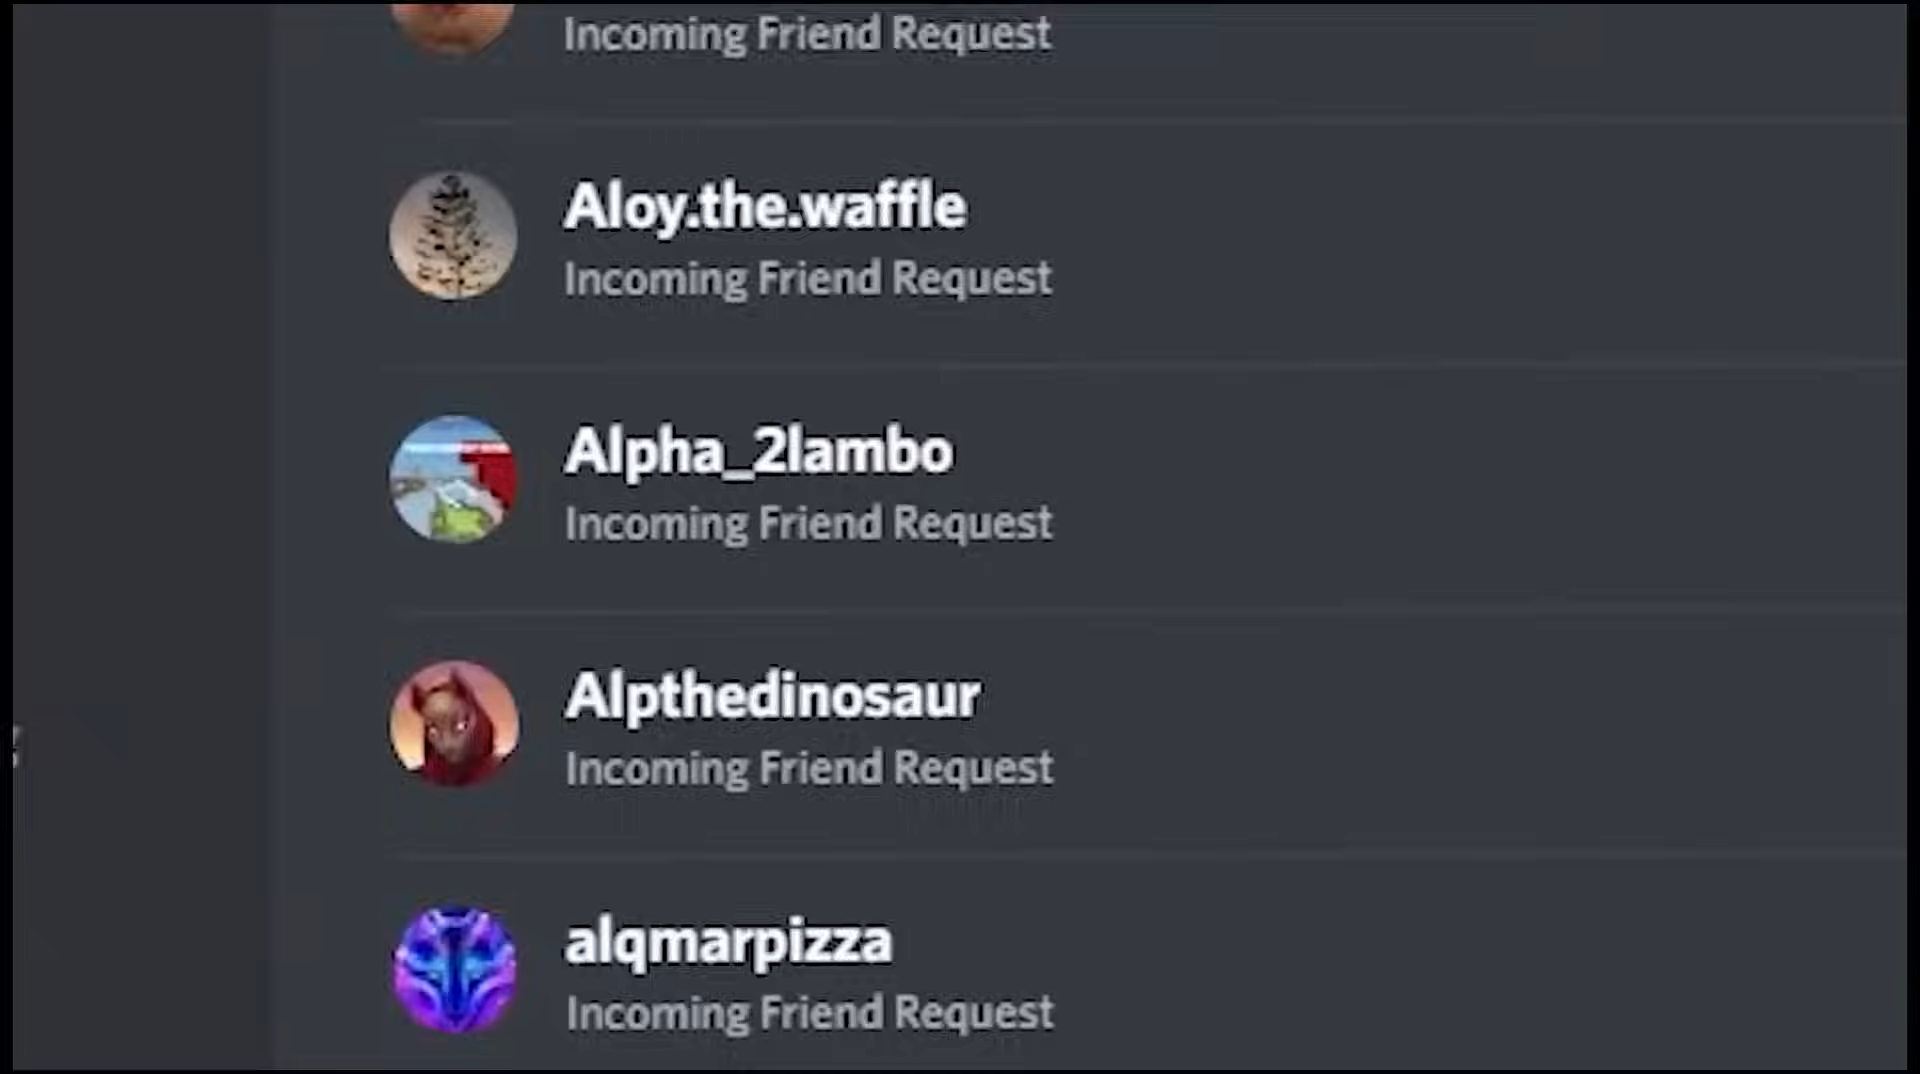 Incoming Friend Request
Aloy.the.waffle
Incoming Friend Request
Alpha_2lambo
Incoming Friend Request
Alpthedinosaur
Incoming Friend Request
alqmarpizza
Incoming Friend Request